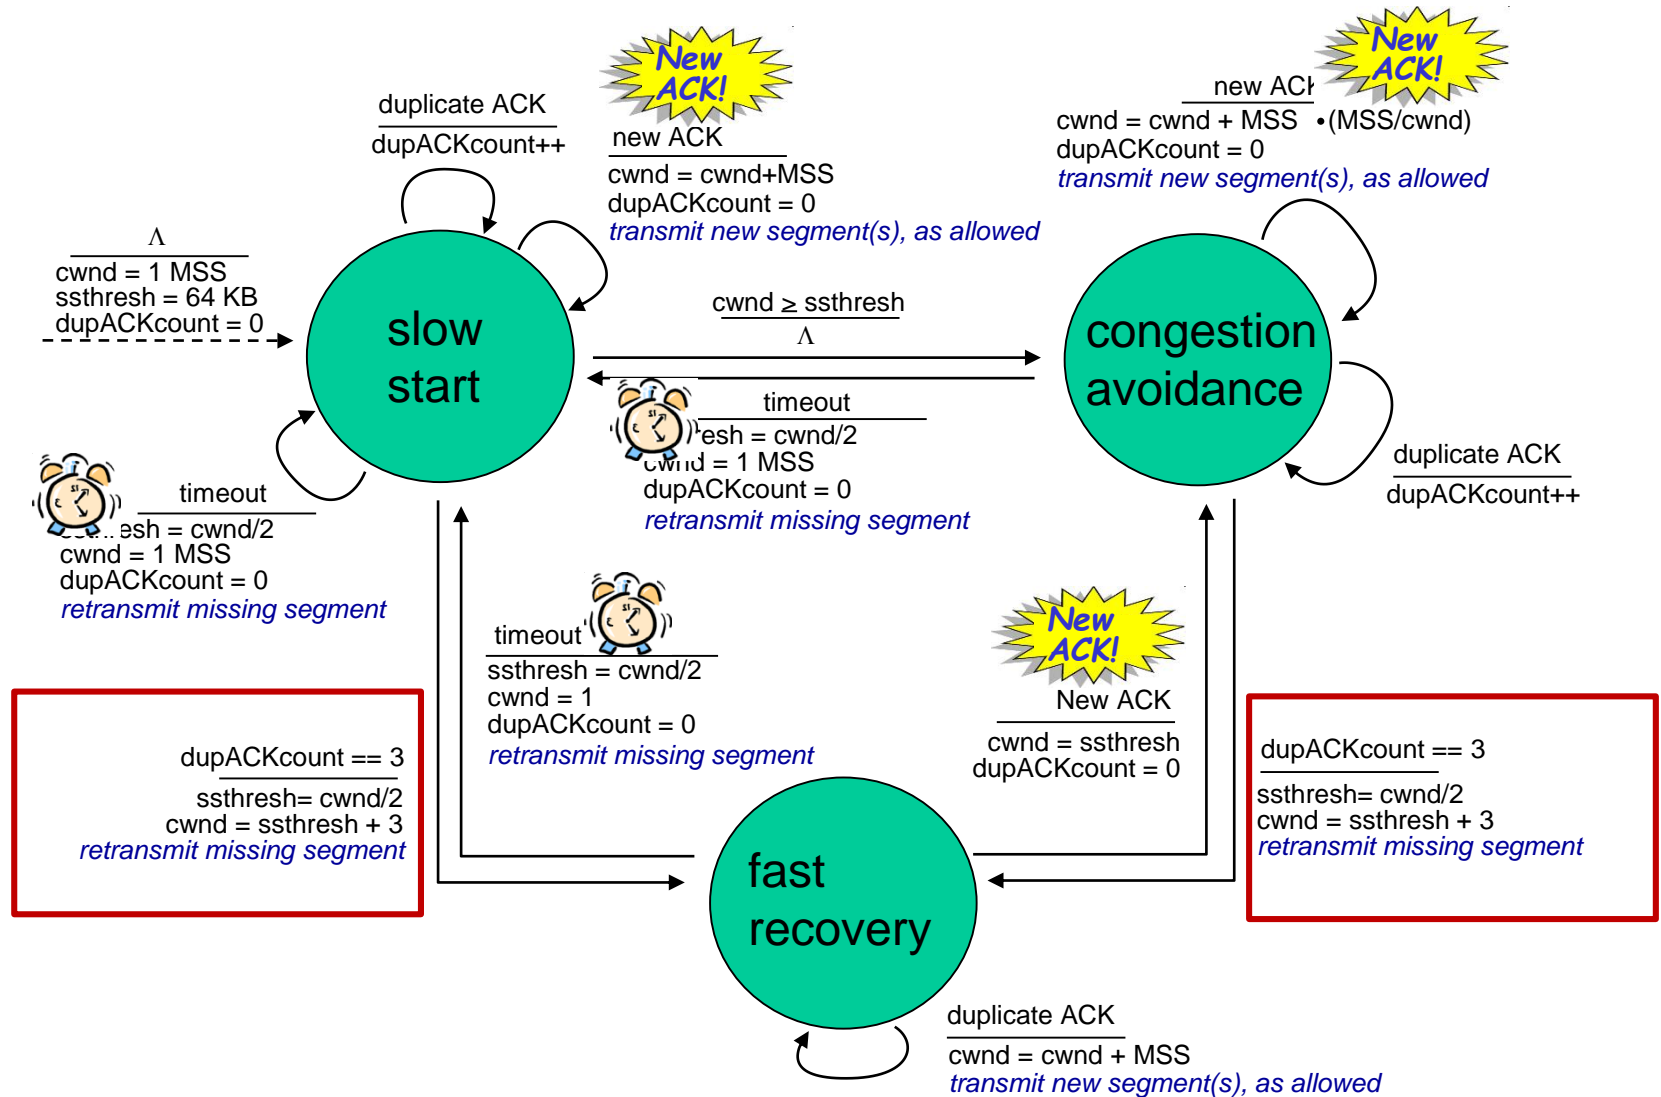 New
ACK!
duplicate ACK
dupACKcount++
new ACK
cwnd = cwnd+MSS
dupACKcount = 0
transmit new segment(s), as allowed
New
ACK!
new ACK
cwnd = cwnd + MSS •(MSS/cwnd)
dupACKcount = 0
transmit new segment(s), as allowed
Λ
cwnd = 1 MSS
ssthresh = 64 KB
dupACKcount = 0
slow
start
cwnd ≥ ssthresh
Λ
congestion
avoidance
timeout
esh = cwnd/2
cwnd = 1 MSS
dupACKcount = 0
retransmit missing segment
duplicate ACK
dupACKcount++
timeout
ssthresh = cwnd/2
cwnd = 1 MSS
dupACKcount = 0
retransmit missing segment
timeout
ssthresh = cwnd/2
cwnd = 1
dupACKcount = 0
retransmit missing segment
New
ACK!
New ACK
cwnd = ssthresh
dupACKcount = 0
dupACKcount == 3
ssthresh= cwnd/2
cwnd = ssthresh + 3
retransmit missing segment
dupACKcount == 3
ssthresh= cwnd/2
cwnd = ssthresh + 3
retransmit missing segment
fast
recovery
duplicate ACK
cwnd = cwnd + MSS
transmit new segment(s), as allowed